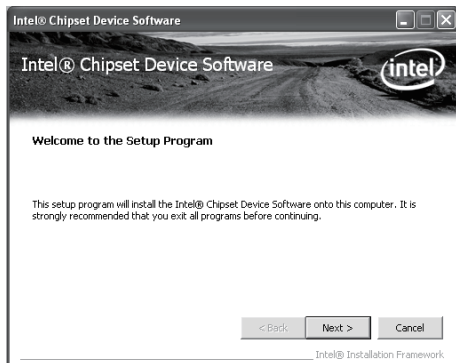 Intel® Chipset Device Software
Intel® Chipset Device Software
intel
Welcome to the Setup Program
This setup program will install the Intel® Chipset Device Software onto this computer. It is
strongly recommended that you exit all programs before continuing.
< Back Next > Cancel
Intel® Installation Framework